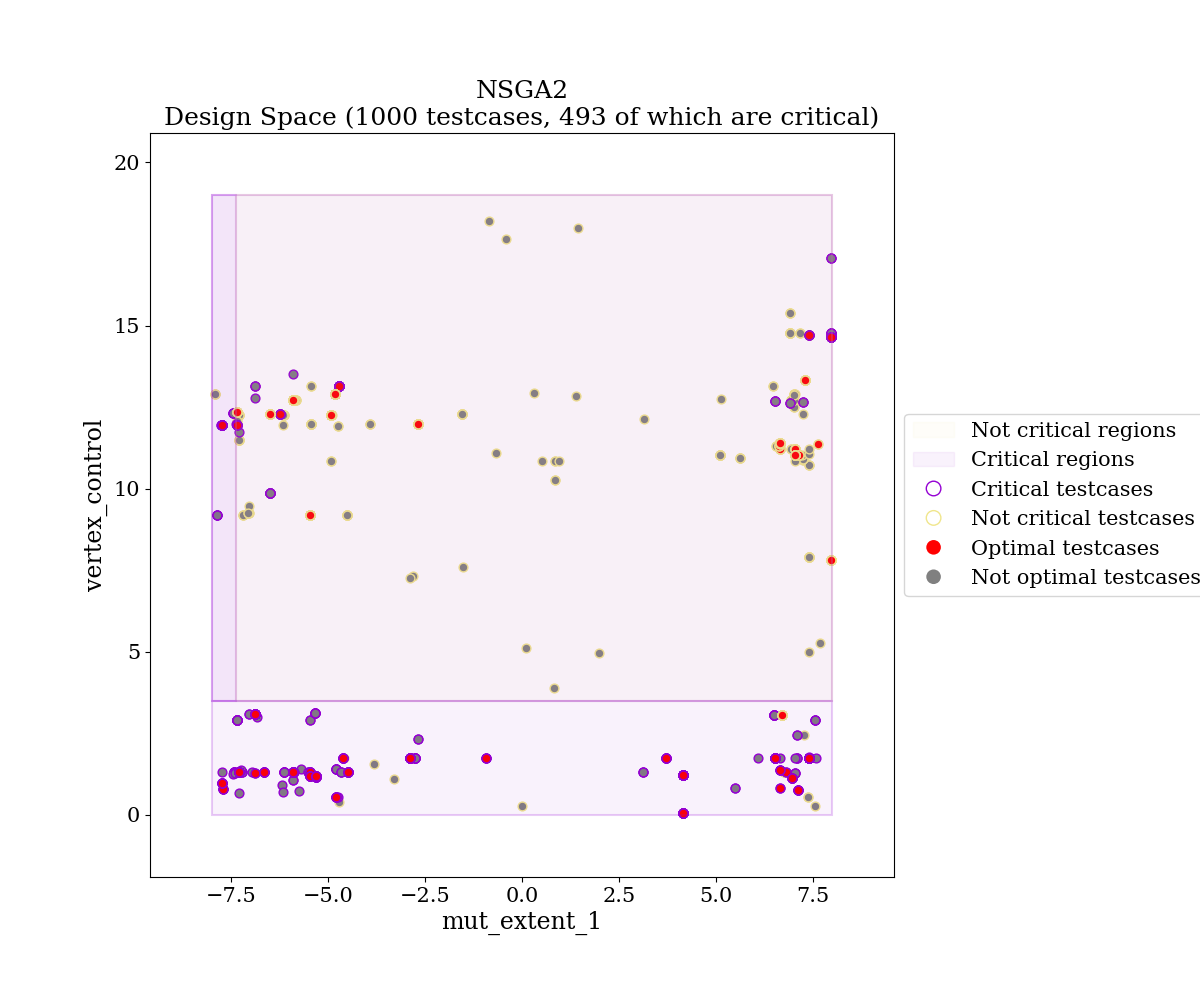 NSGA2
Design Space (1000 testcases, 493 of which are critical)
20
15
10
5
0
vertex_control
−7.5
−5.0
−2.5
0.0
2.5
5.0
7.5
mut_extent_1
Not critical regions
Critical regions
Critical testcases
Not critical testcases
Optimal testcases
Not optimal testcases